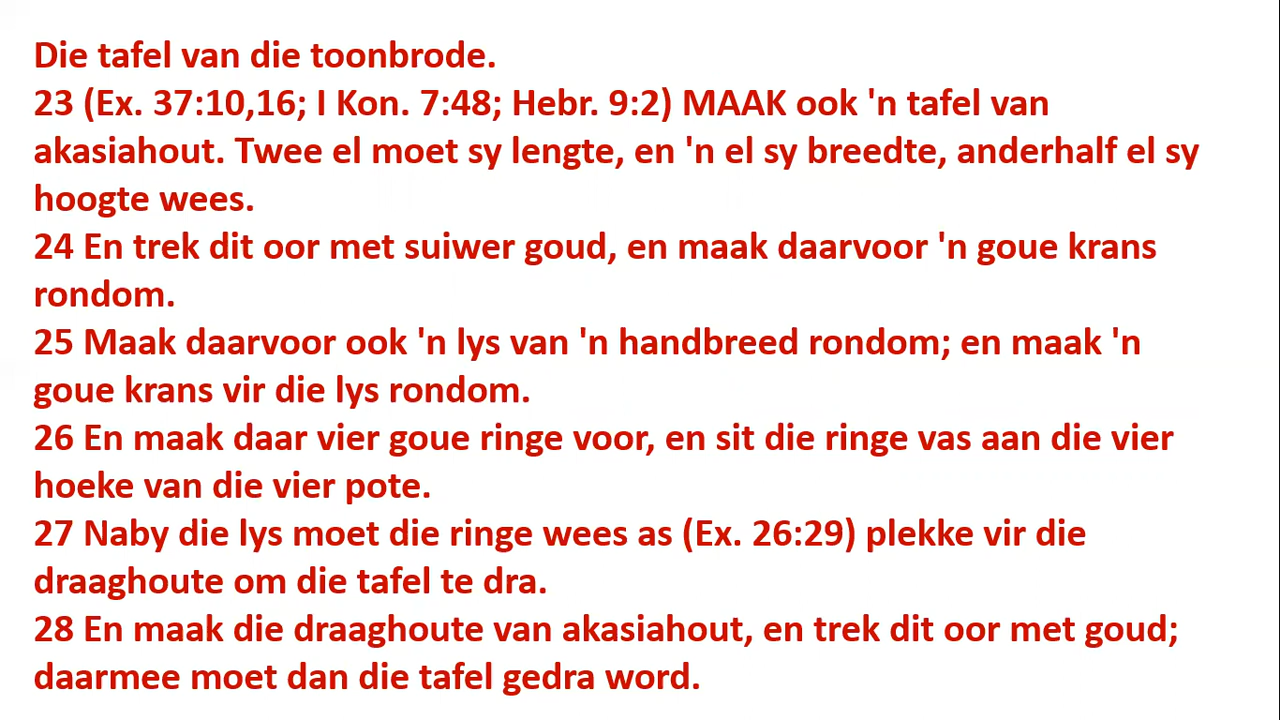 Die tafel van die toonbrode.
23 (Ex. 37:10,16; I Kon. 7:48; Hebr. 9:2) MAAK ook 'n tafel van
akasiahout. Twee el moet sy lengte, en 'n el sy breedte, anderhalf el sy
hoogte wees.
24 En trek dit oor met suiwer goud, en maak daarvoor 'n goue krans
rondom.
25 Maak daarvoor ook 'n lys van 'n handbreed rondom; en maak 'n
goue krans vir die lys rondom.
26 En maak daar vier goue ringe voor, en sit die ringe vas aan die vier
hoeke van die vier pote.
27 Naby die lys moet die ringe wees as (Ex. 26:29) plekke vir die
draaghoute om die tafel te dra.
28 En maak die draaghoute van akasiahout, en trek dit oor met goud;
daarmee moet dan die tafel gedra word.